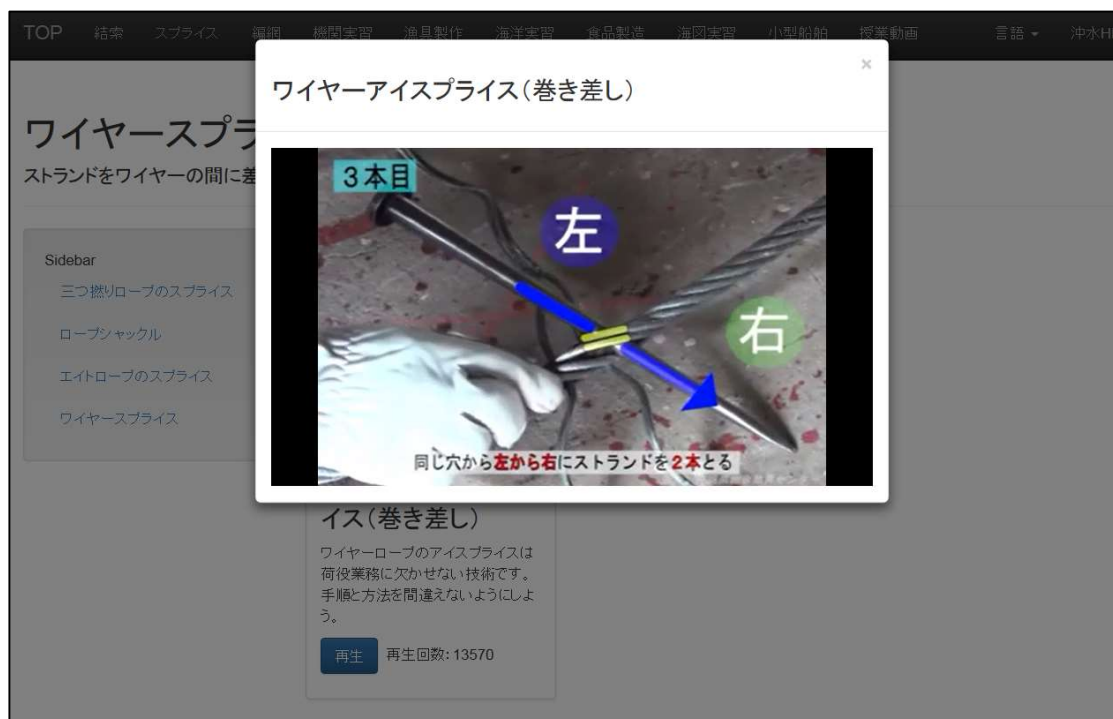 TOP 結索 スプライス 編網 機関実習 漁具製作 海洋実習 食品製造 海図実習 小型船舶 授業動画 言語 沖水H
ワイヤーアイスプライス(巻き差し)
×
ワイヤースプラ
ストランドをワイヤーの間に差
3本目
左
右
同じ穴から左から右にストランドを2本とる
Sidebar
三つ撚りロープのスプライス
ロープシャックル
エイトロープのスプライス
ワイヤースプライス
イス(巻き差し)
ワイヤーロープのアイスプライスは
荷役業務に欠かせない技術です。
手順と方法を間違えないようにしよ
う。
再生 再生回数: 13570